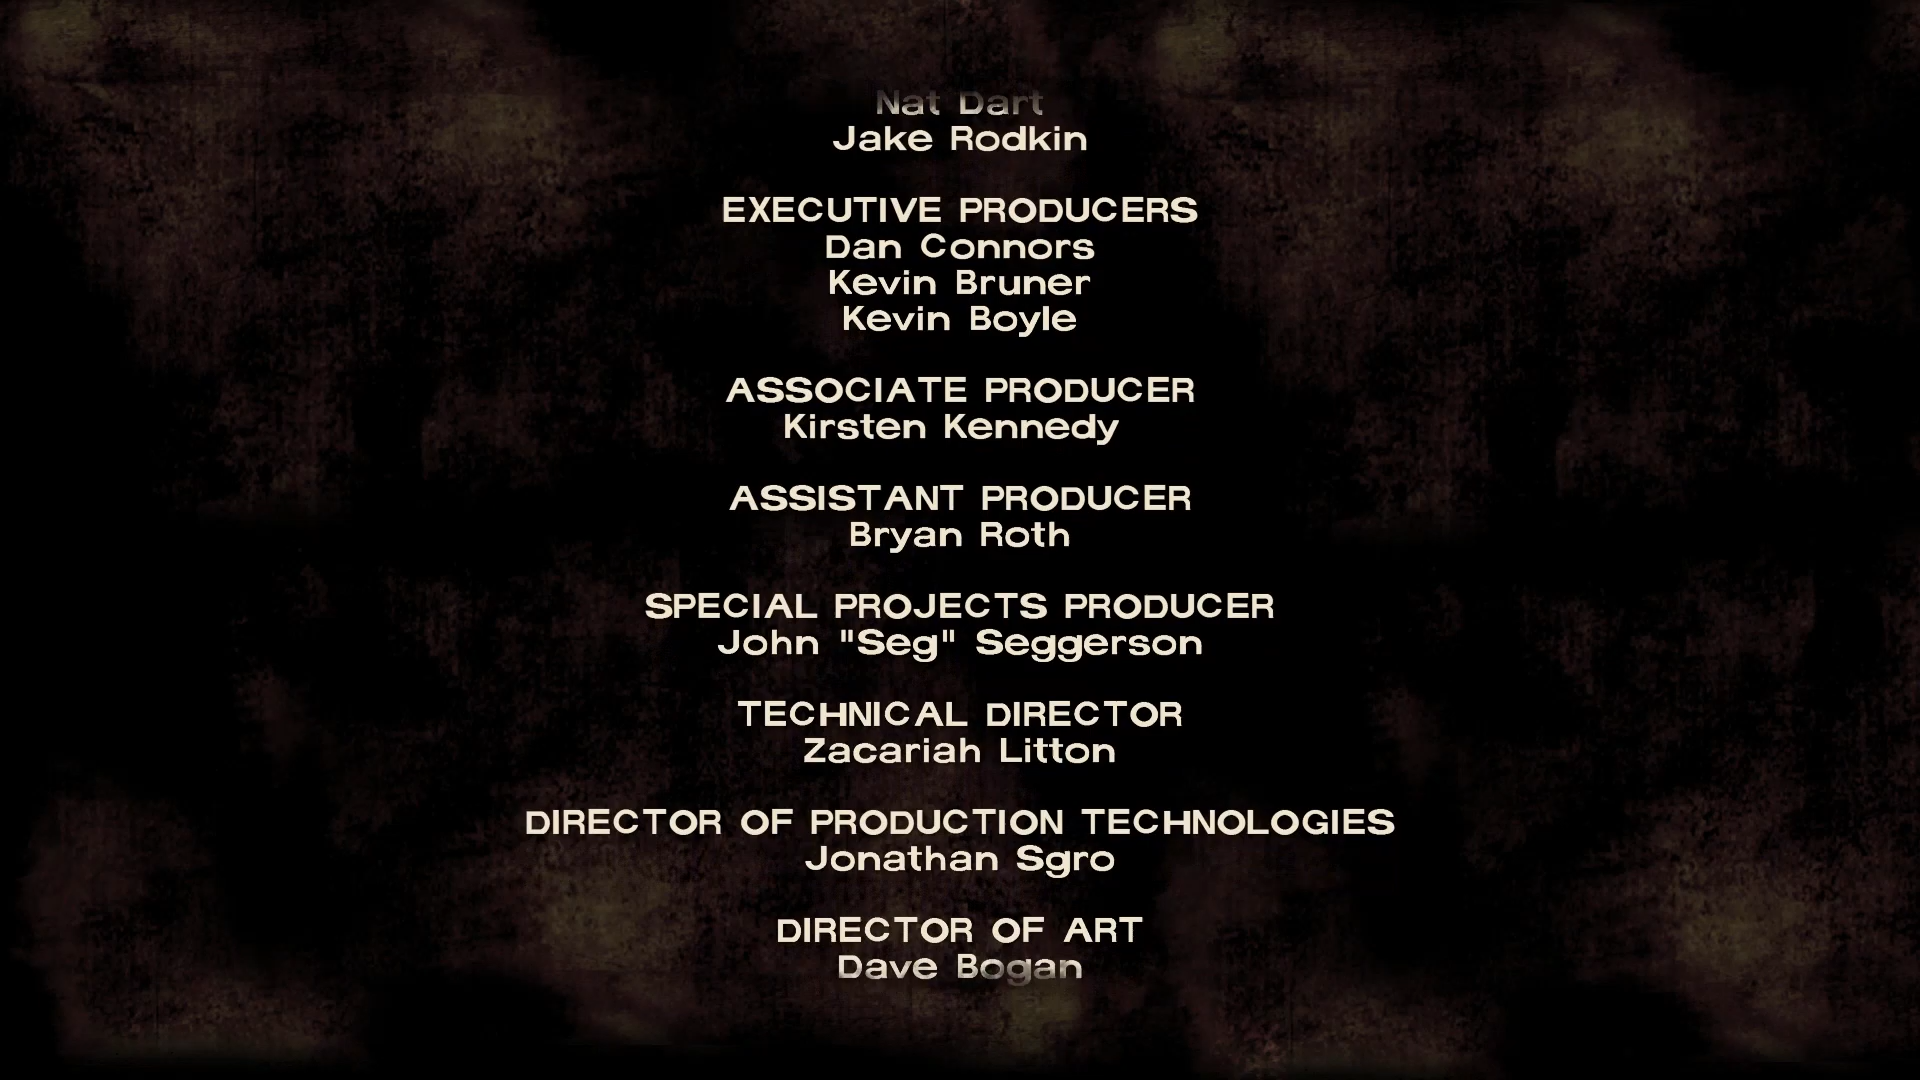 Nat Dart
Jake Rodkin
EXECUTIVE PRODUCERS
Dan Connors
Kevin Bruner
Kevin Boyle
ASSOCIATE PRODUCER
Kirsten Kennedy
ASSISTANT PRODUCER
Bryan Roth
SPECIAL PROJECTS PRODUCER
John "Seg" Seggerson
TECHNICAL DIRECTOR
Zacariah Litton
DIRECTOR OF PRODUCTION TECHNOLOGIES
Jonathan Sgro
DIRECTOR OF ART
Dave Bogan